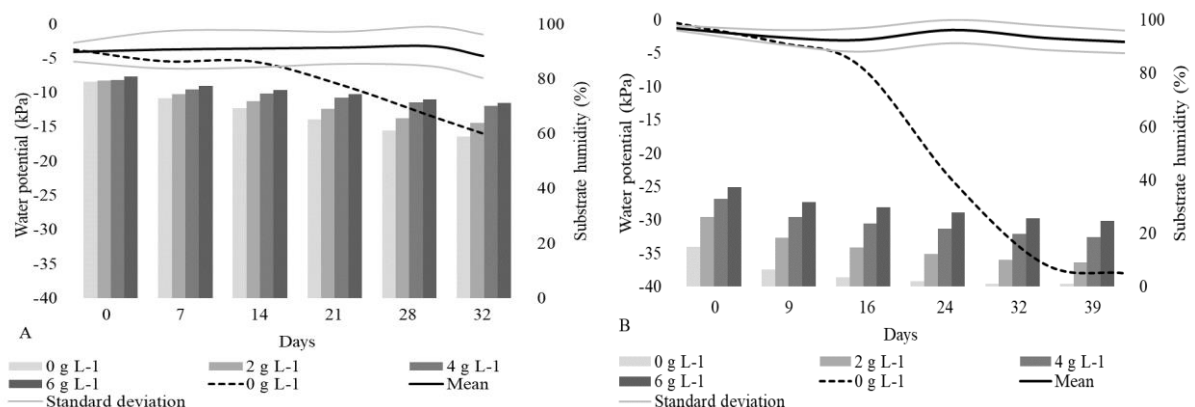 0
-5
-10
-15
-20
-25
-30
-35
-40
Water potential (kPa)
100
80
60
40
20
0
Substrate humidity (%)
0 7 14 21 28 32
A
Days
0 g L-1 2 g L-1 4 g L-1
6 g L-1 0 g L-1 Mean
Standard deviation
0
-5
-10
-15
-20
-25
-30
-35
-40
Water potential (kPa)
100
80
60
40
20
0
Substrate humidity (%)
0 9 16 24 32 39
B
Days
0 g L-1 2 g L-1 4 g L-1
6 g L-1 0 g L-1 Mean
Standard deviation